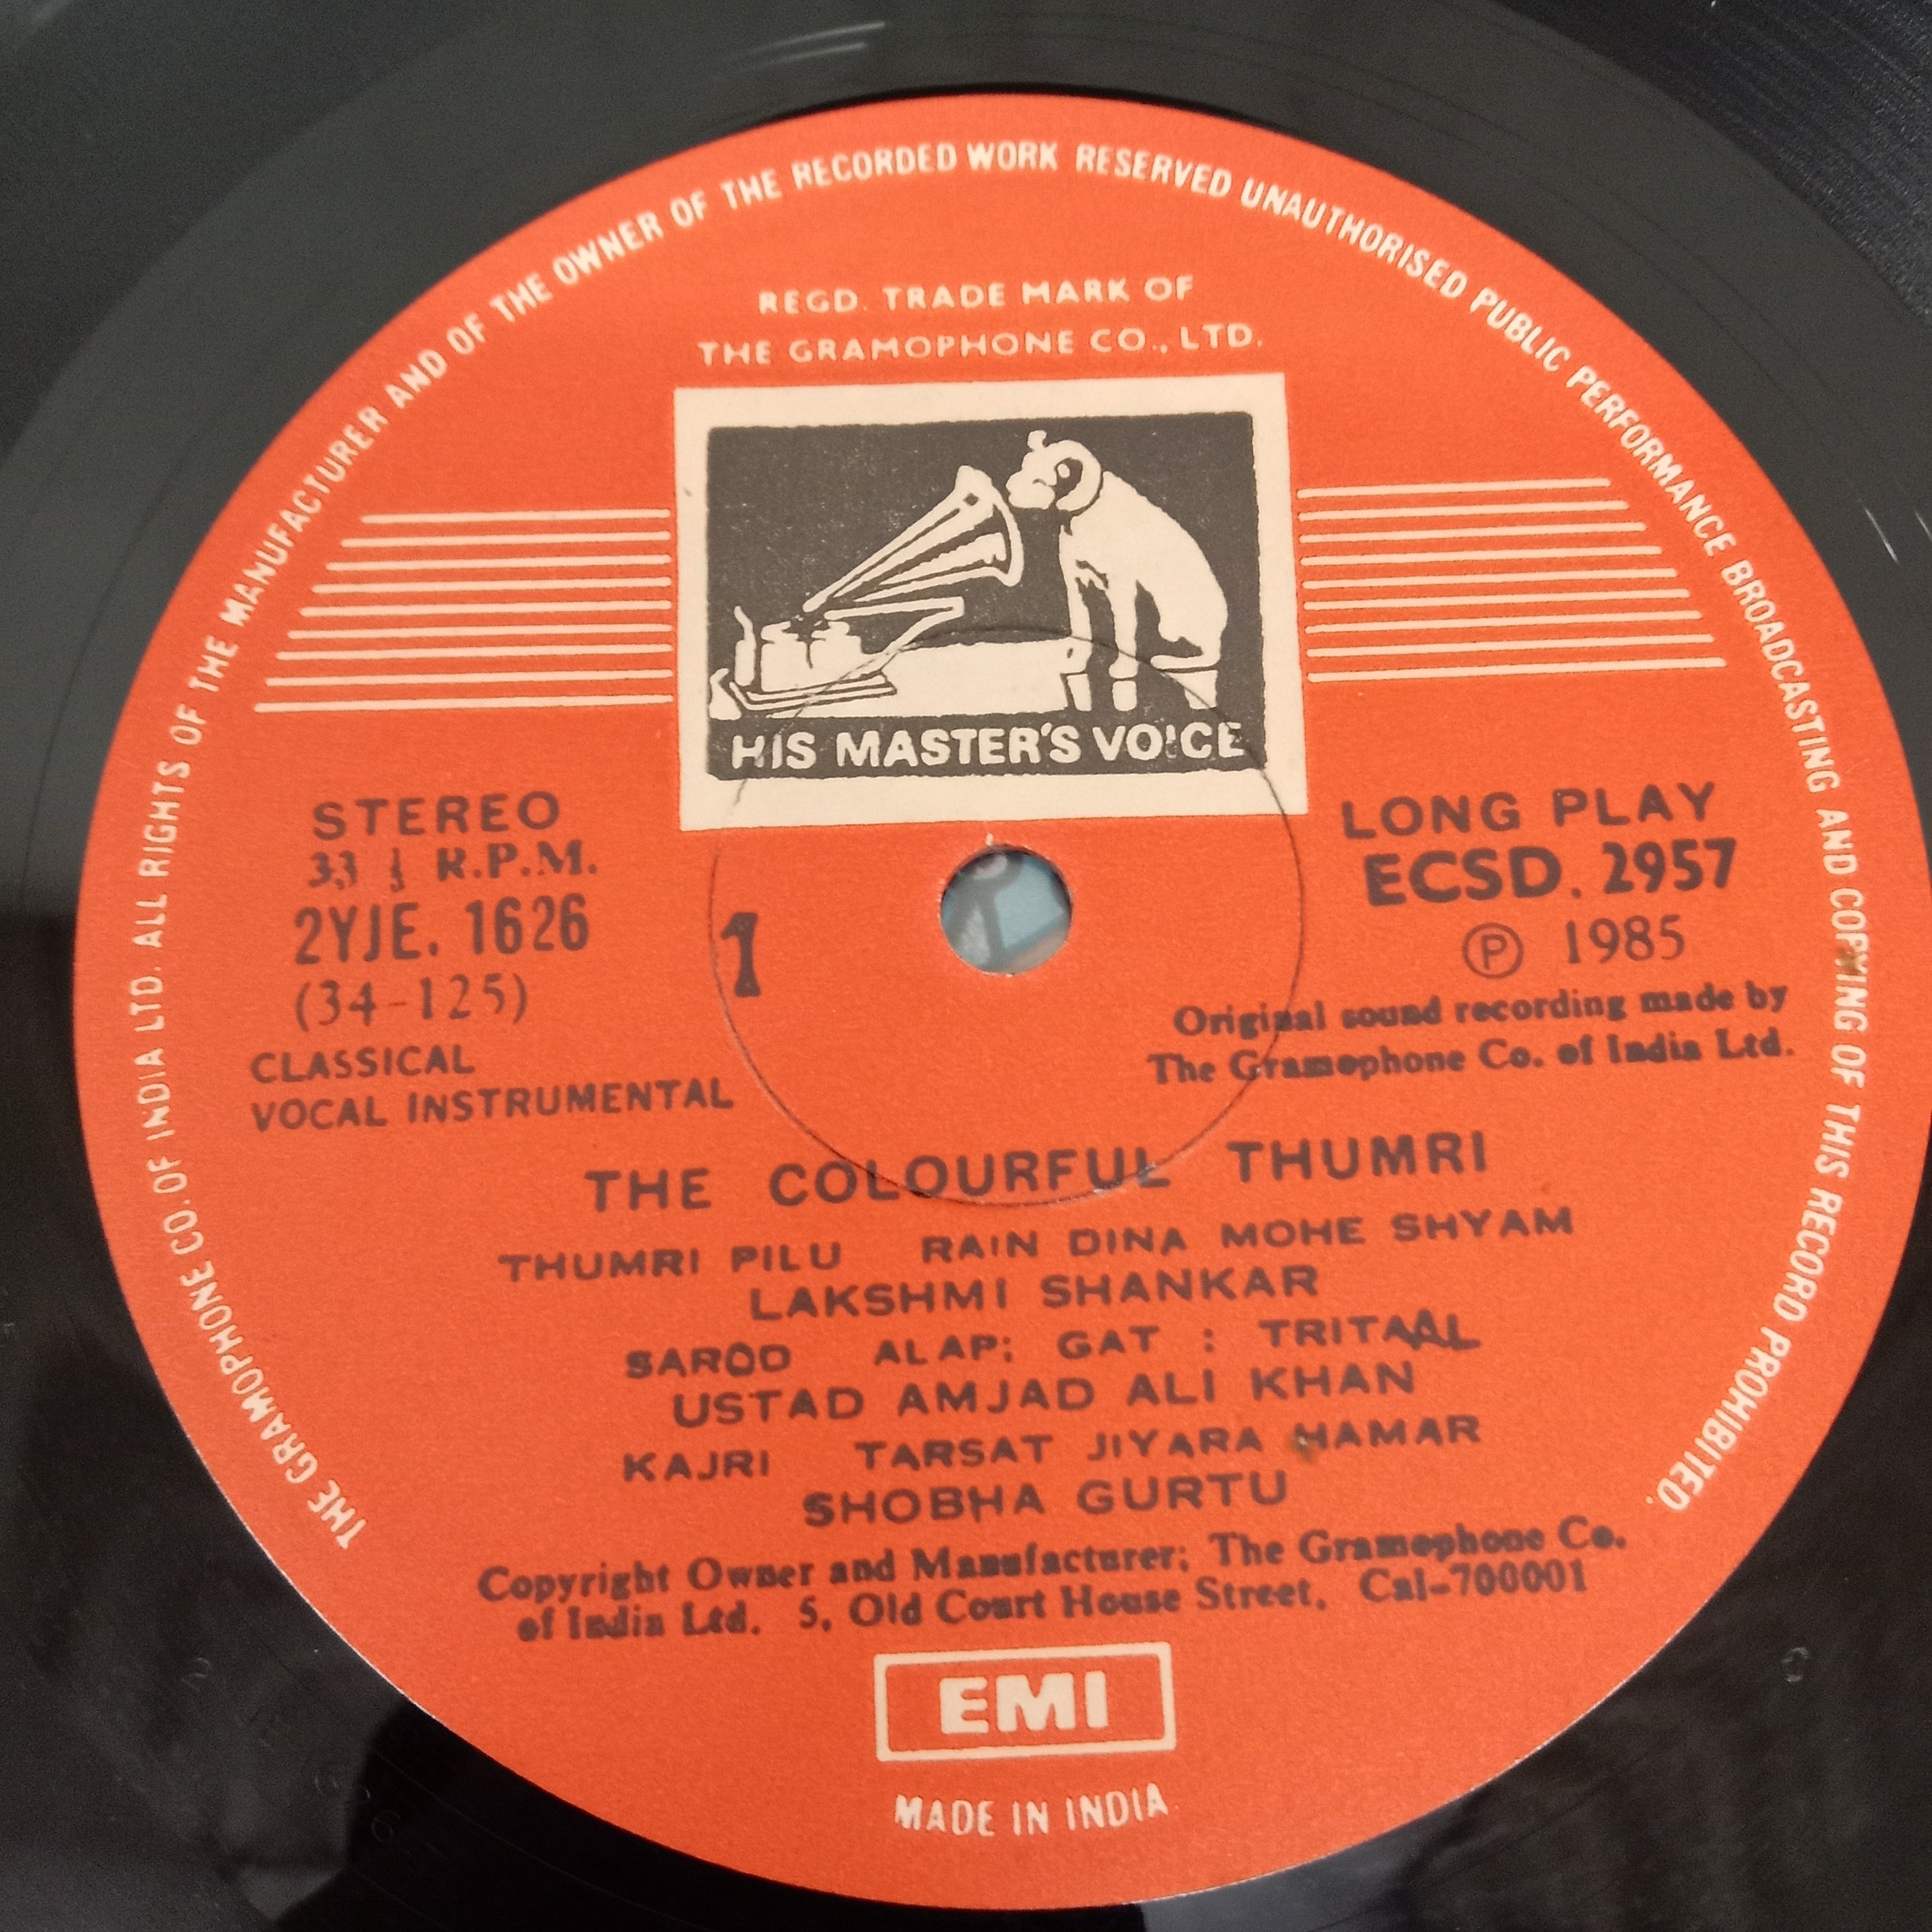 THE GRAMOPHONE CO. OF INDIA LTD. ALL RIGHTS OF THE MANUFACTURER AND OF THE OWNER OF THE RECORDED WORK RESERVED UNAUTHORISED PUBLIC PERFORMANCE BROADCASTING AND COPYING OF THIS RECORD PROHIBITED.
REGD. TRADE MARK OF
THE GRAMOPHONE CO., LTD.
HIS MASTER'S VOICE
STEREO
33 ⅓ R.P.M.
2YJE. 1626
(34-125)
CLASSICAL
VOCAL INSTRUMENTAL
1
LONG PLAY
ECSD. 2957
Ⓟ 1985
Original sound recording made by
The Gramophone Co. of India Ltd.
THE COLOURFUL THUMRI
THUMRI PILU RAIN DINA MOHE SHYAM
LAKSHMI SHANKAR
SAROD ALAP; GAT : TRITAAL
USTAD AMJAD ALI KHAN
KAJRI TARSAT JIYARA HAMAR
SHOBHA GURTU
Copyright Owner and Manufacturer; The Gramophone Co.
of India Ltd. 5, Old Court House Street, Cal-700001
EMI
MADE IN INDIA